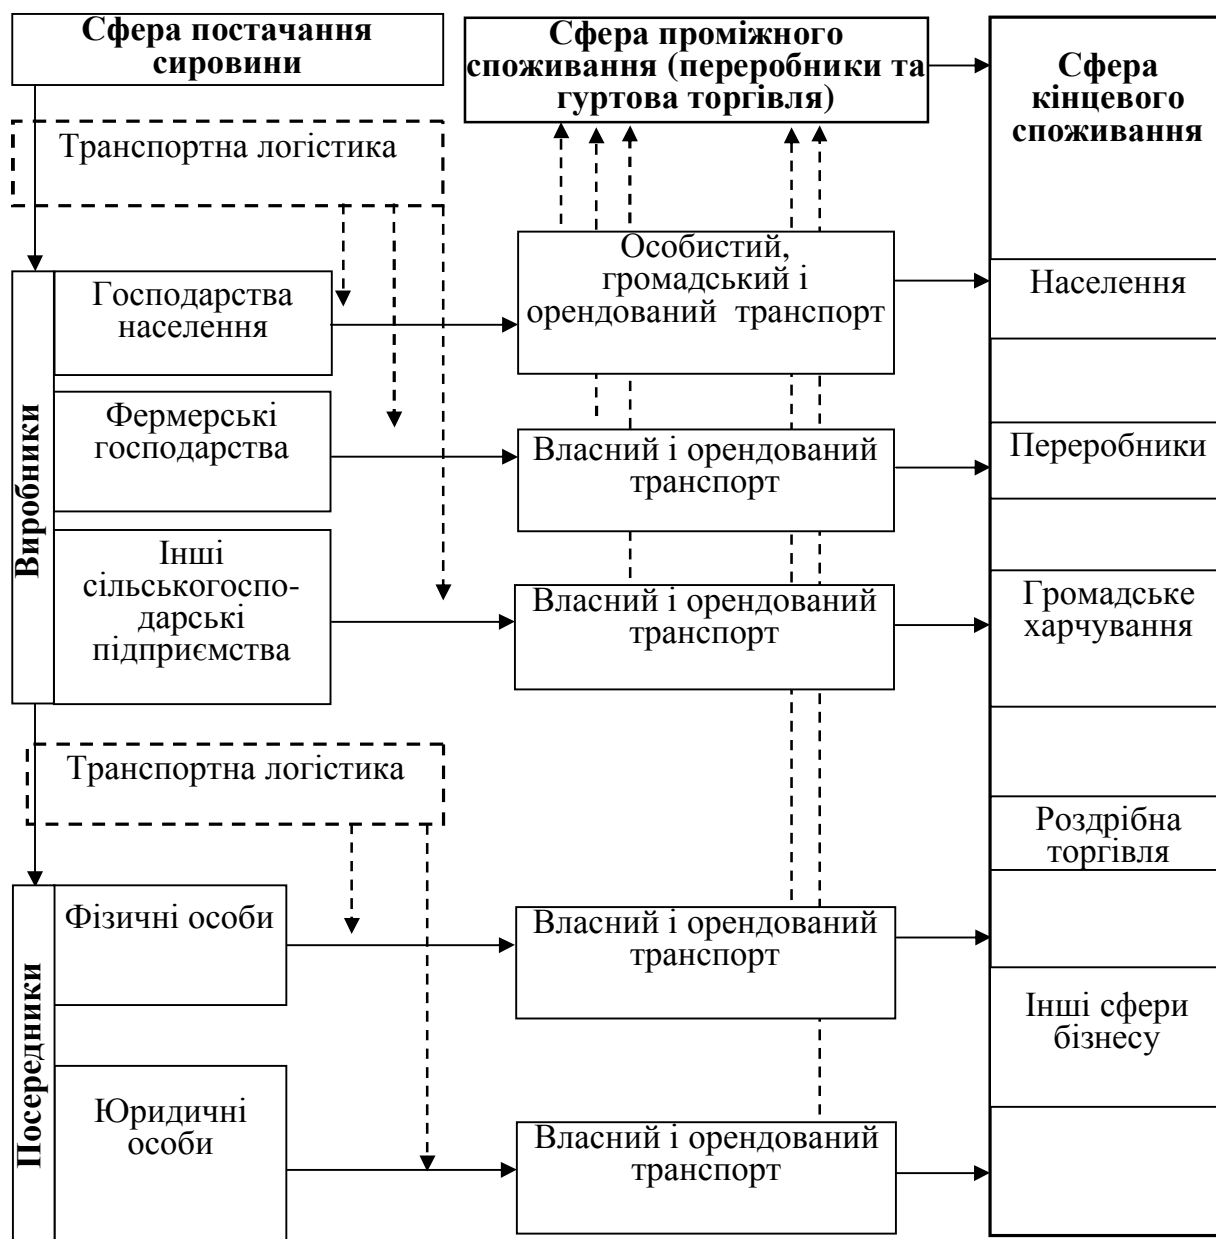 Сфера постачання
сировини
Сфера проміжного
споживання (переробники та
гуртова торгівля)
Сфера
кінцевого
споживання
Транспортна логістика
Виробники
Господарства
населення
Особистий,
громадський і
орендований транспорт
Населення
Фермерські
господарства
Власний і орендований
транспорт
Переробники
Інші
сільськогоспо-
дарські
підприємства
Власний і орендований
транспорт
Громадське
харчування
Транспортна логістика
Роздрібна
торгівля
Посередники
Фізичні особи
Власний і орендований
транспорт
Інші сфери
бізнесу
Юридичні
особи
Власний і орендований
транспорт